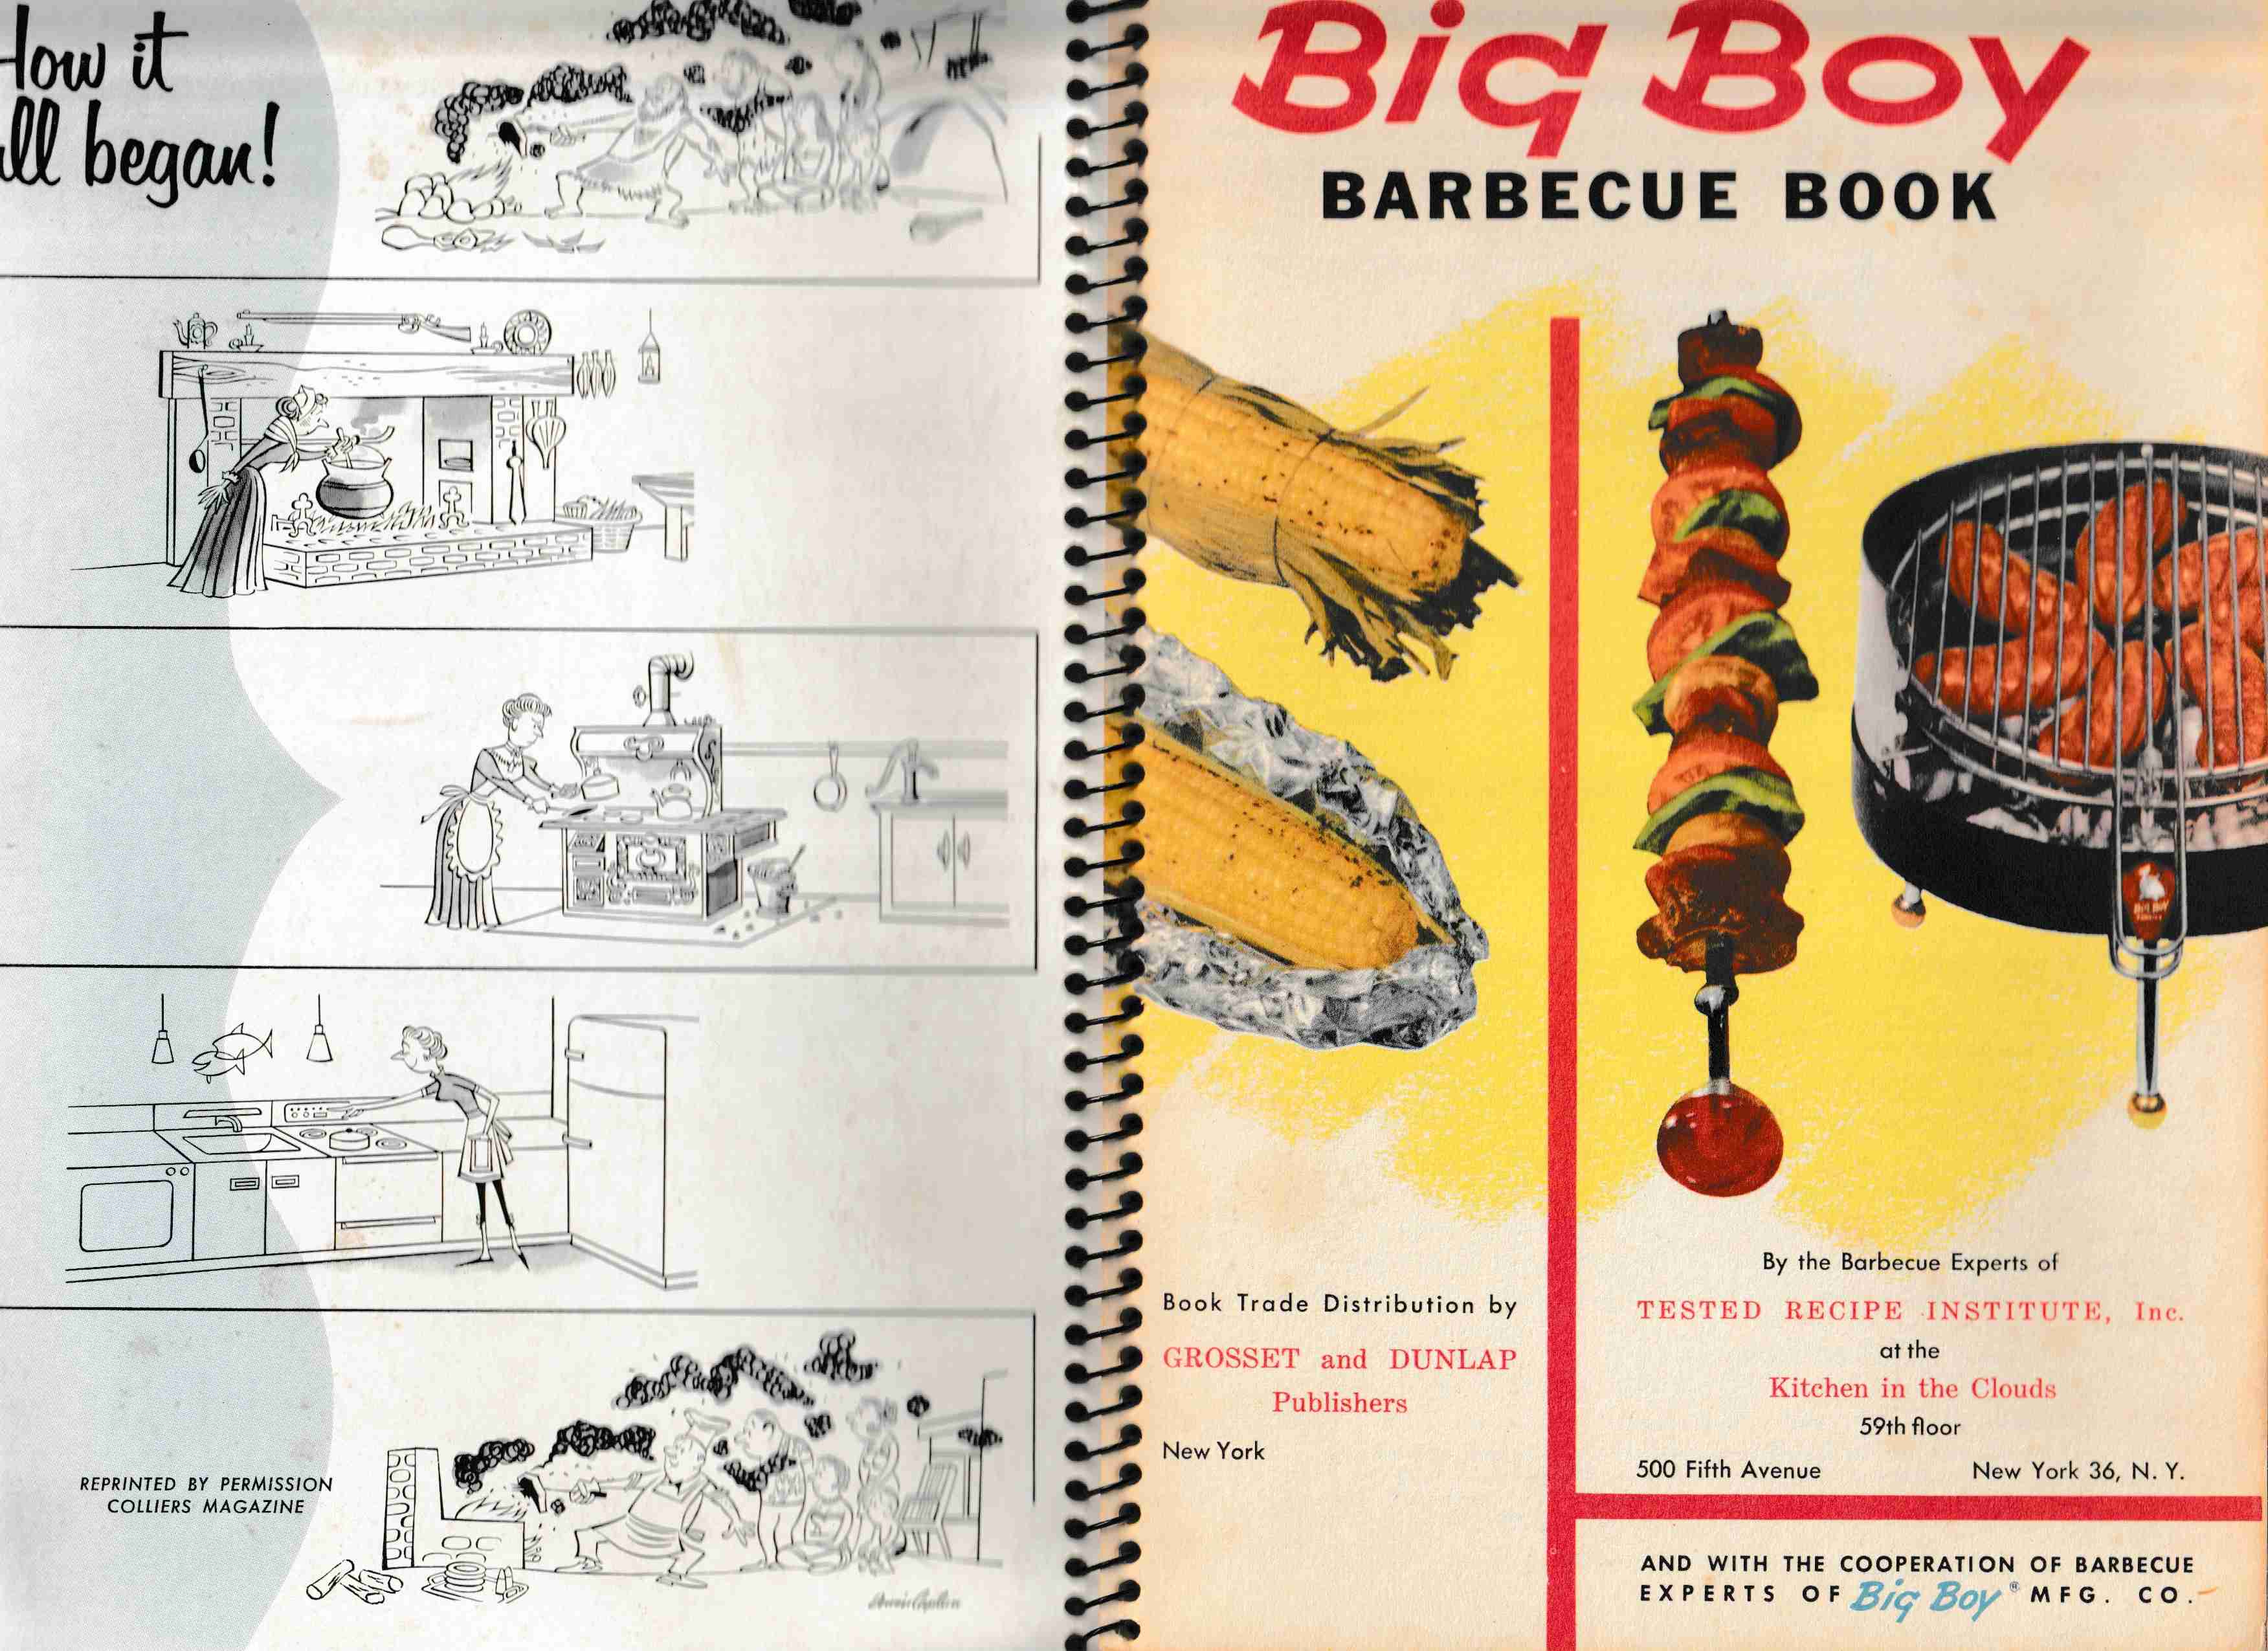 How it
all began!
REPRINTED BY PERMISSION
COLLIERS MAGAZINE
Big Boy
BARBECUE BOOK
Book Trade Distribution by
GROSSET and DUNLAP
Publishers
New York
By the Barbecue Experts of
TESTED RECIPE INSTITUTE, Inc.
at the
Kitchen in the Clouds
59th floor
500 Fifth Avenue New York 36, N. Y.
AND WITH THE COOPERATION OF BARBECUE
EXPERTS OF Big Boy ® MFG. CO.
BIG BOY